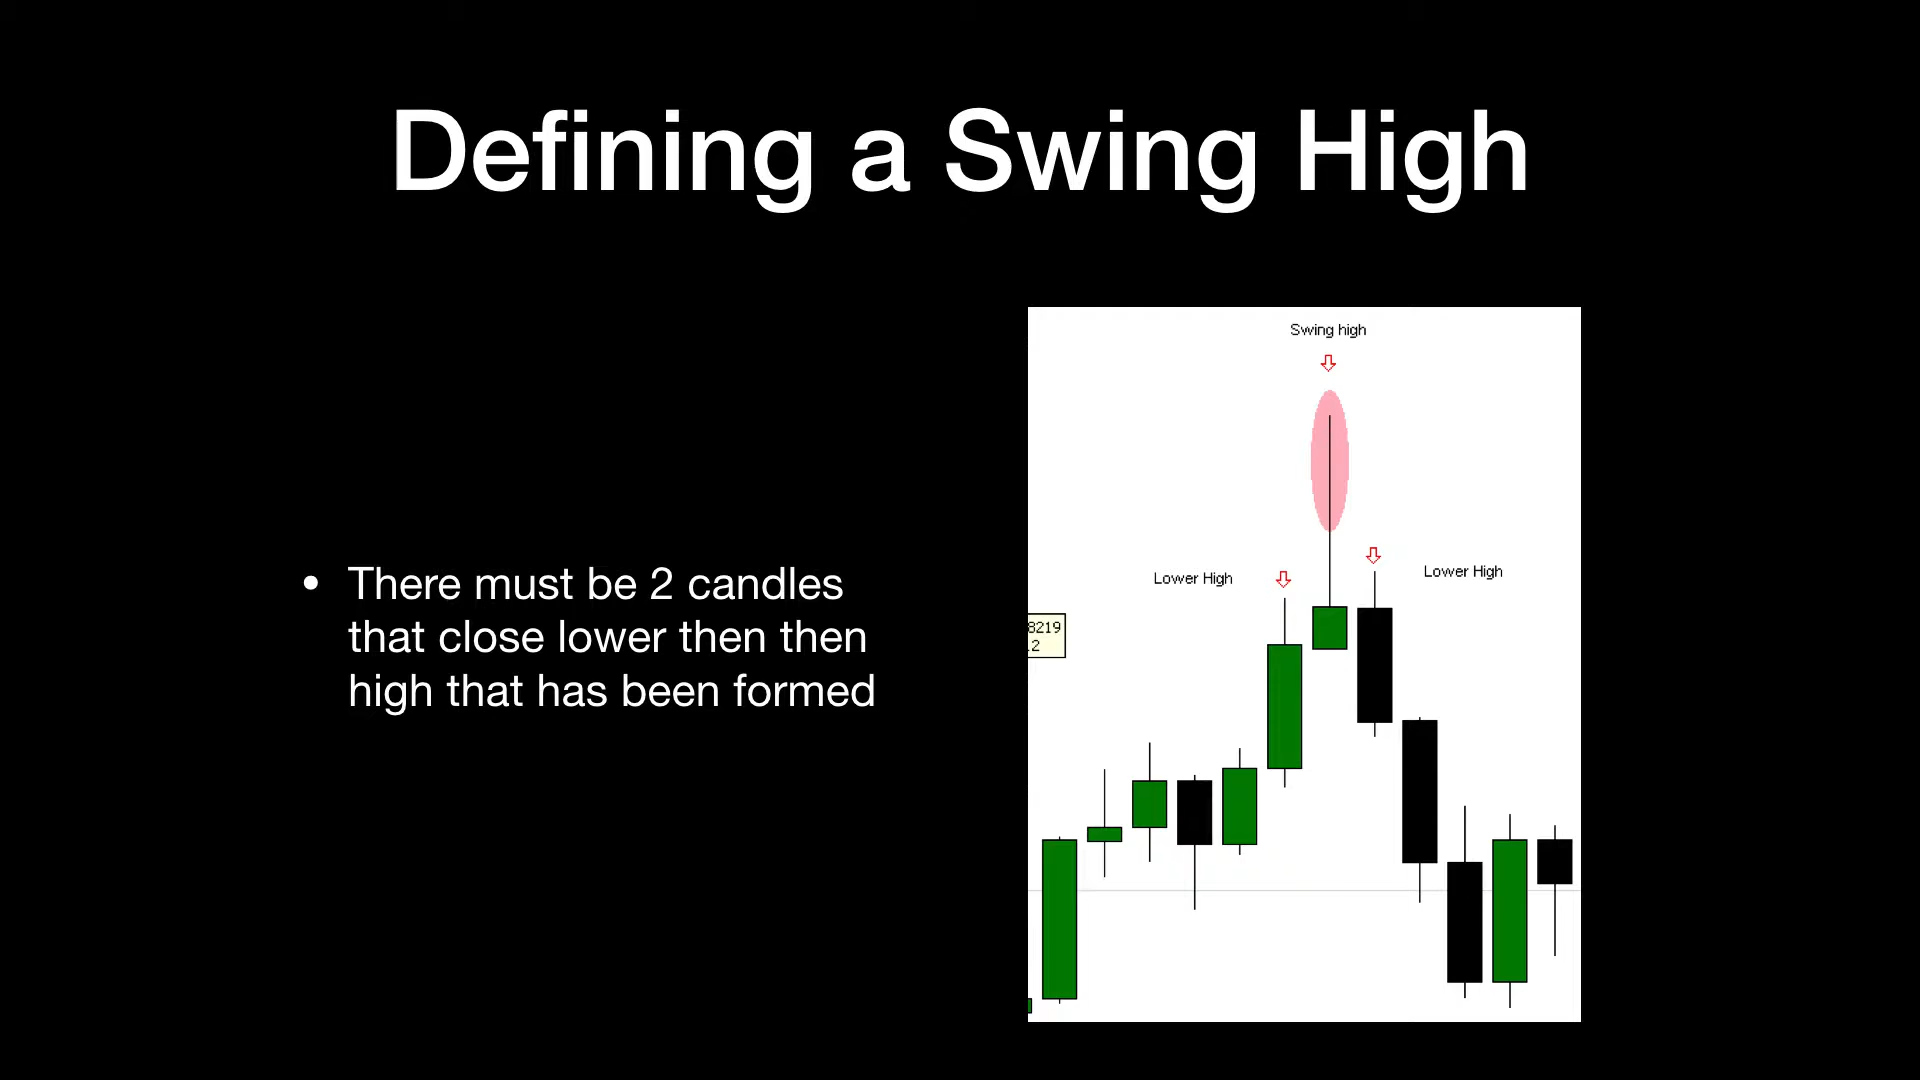 Defining a Swing High
• There must be 2 candles
that close lower then then
high that has been formed
Swing high
Lower High
Lower High
8219
.2